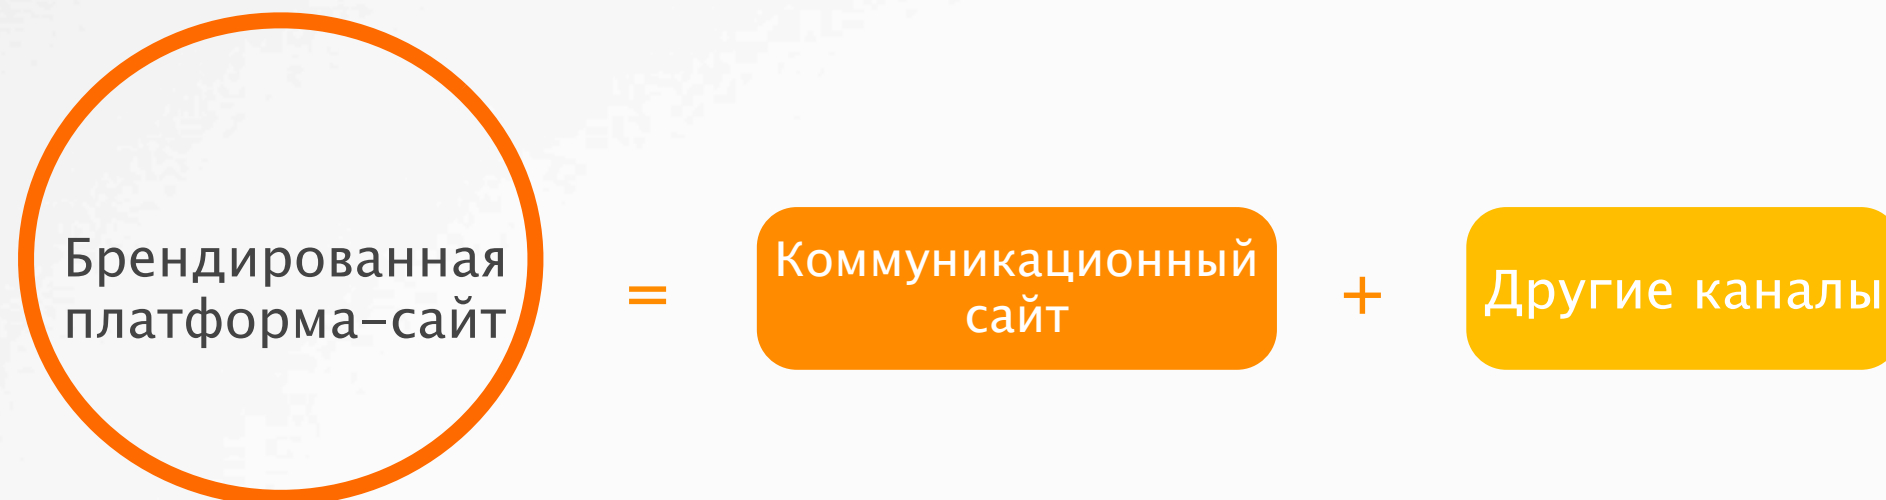 Брендированная
платформа-сайт
=
Коммуникационный
сайт
+
Другие каналы